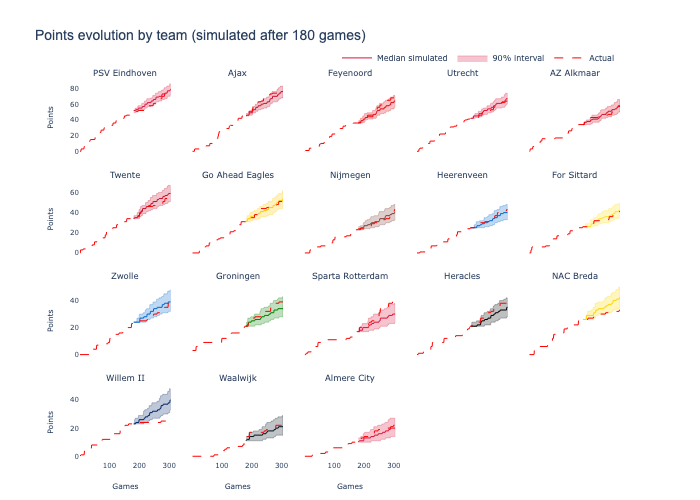 Points evolution by team (simulated after 180 games)
Median simulated 90% interval Actual
PSV Eindhoven Ajax Feyenoord Utrecht AZ Alkmaar
80
60
40
20
0
Points
Twente Go Ahead Eagles Nijmegen Heerenveen For Sittard
60
40
20
0
Points
Zwolle Groningen Sparta Rotterdam Heracles NAC Breda
40
20
0
Points
Willem II Waalwijk Almere City
40
20
0
Points
100 200 300 100 200 300 100 200 300
Games Games Games